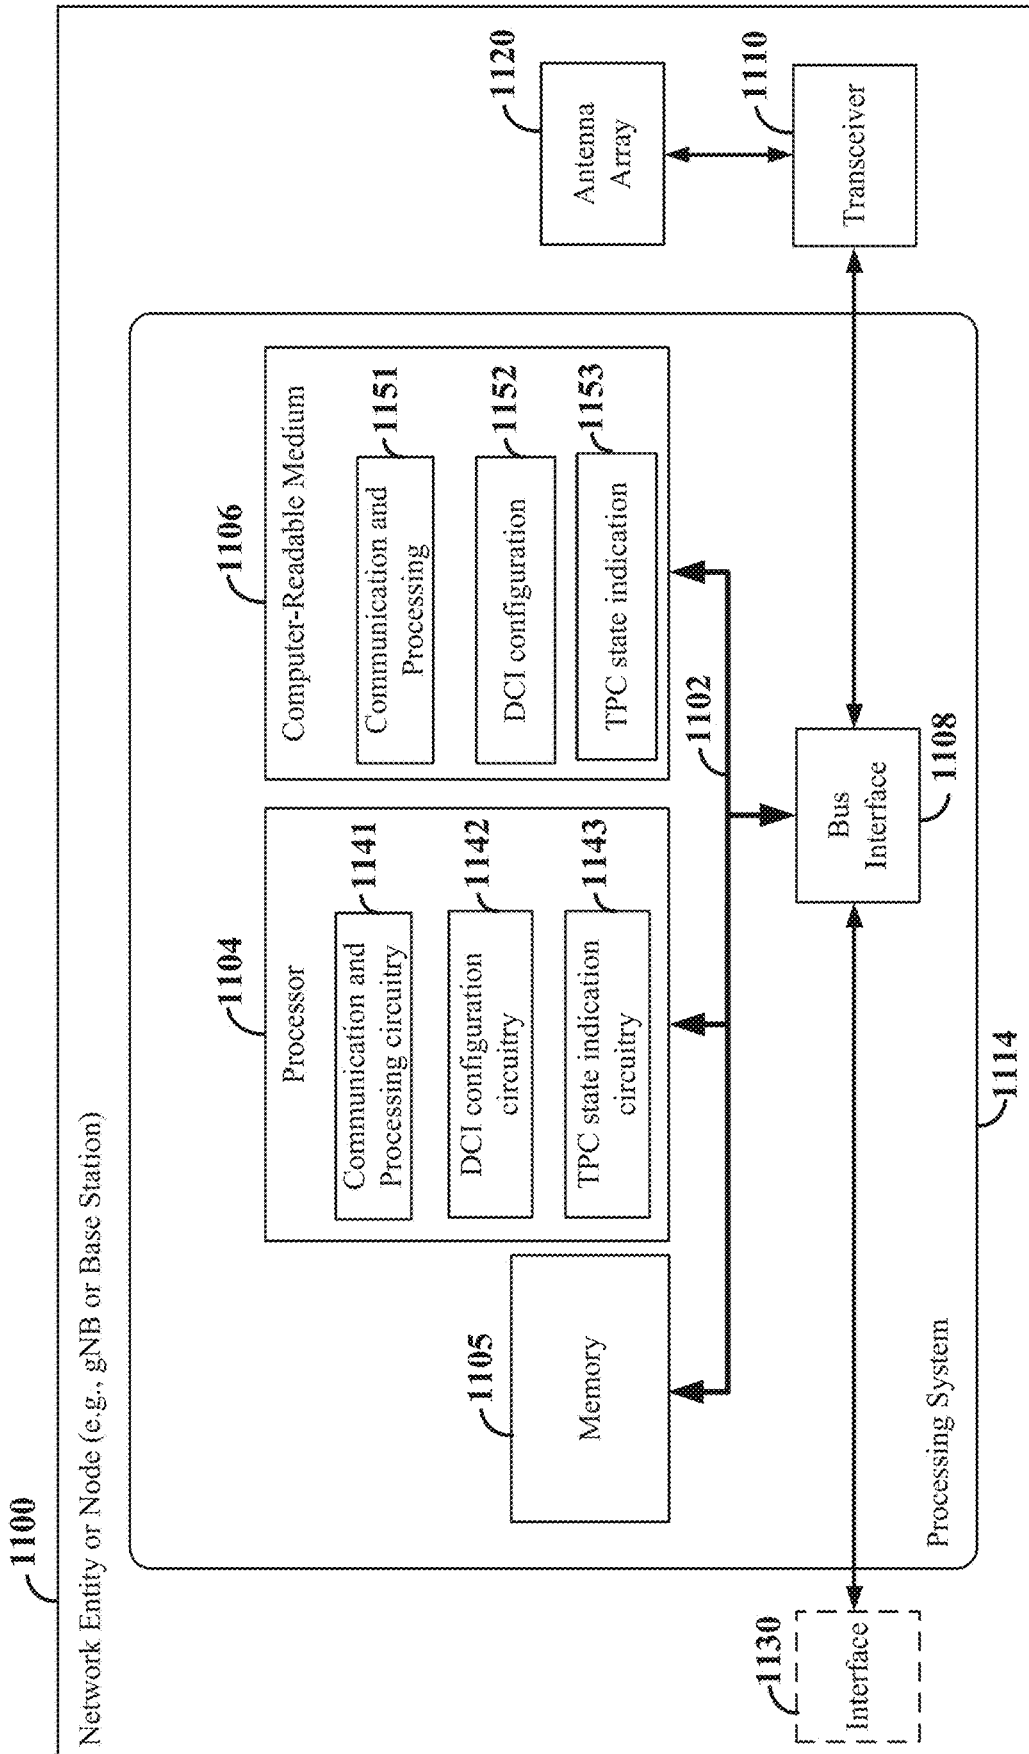 1100
Network Entity or Node (e.g., gNB or Base Station)
1104
Processor
1141
Communication and
Processing circuitry
1142
DCI configuration
circuitry
1143
TPC state indication
circuitry
1106
Computer-Readable Medium
1151
Communication and
Processing
1152
DCI configuration
1153
TPC state indication
1105
Memory
1102
1120
Antenna
Array
1110
Transceiver
1130
Interface
Bus
Interface
1108
Processing System
1114